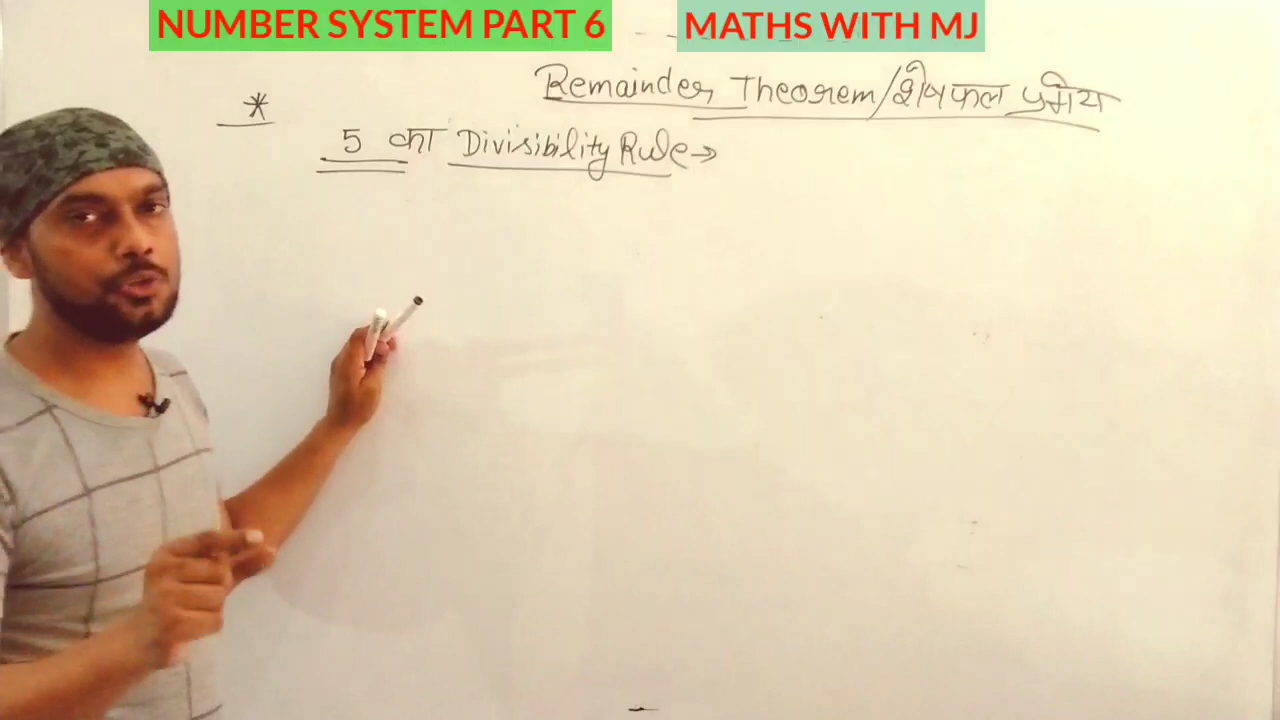 NUMBER SYSTEM PART 6 MATHS WITH MJ
Remainder Theorem/शेषफल प्रमेय
* 5 का Divisibility Rule→